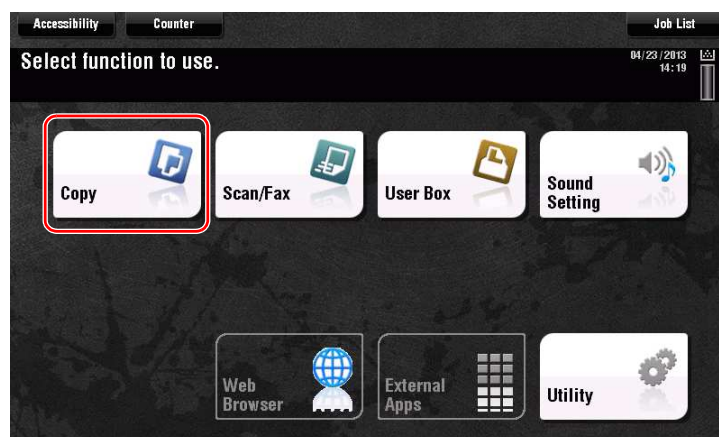 Accessibility
Counter
Job List
Select function to use.
04/23/2013
14:19
Copy
Scan/Fax
User Box
Sound
Setting
Web
Browser
External
Apps
Utility